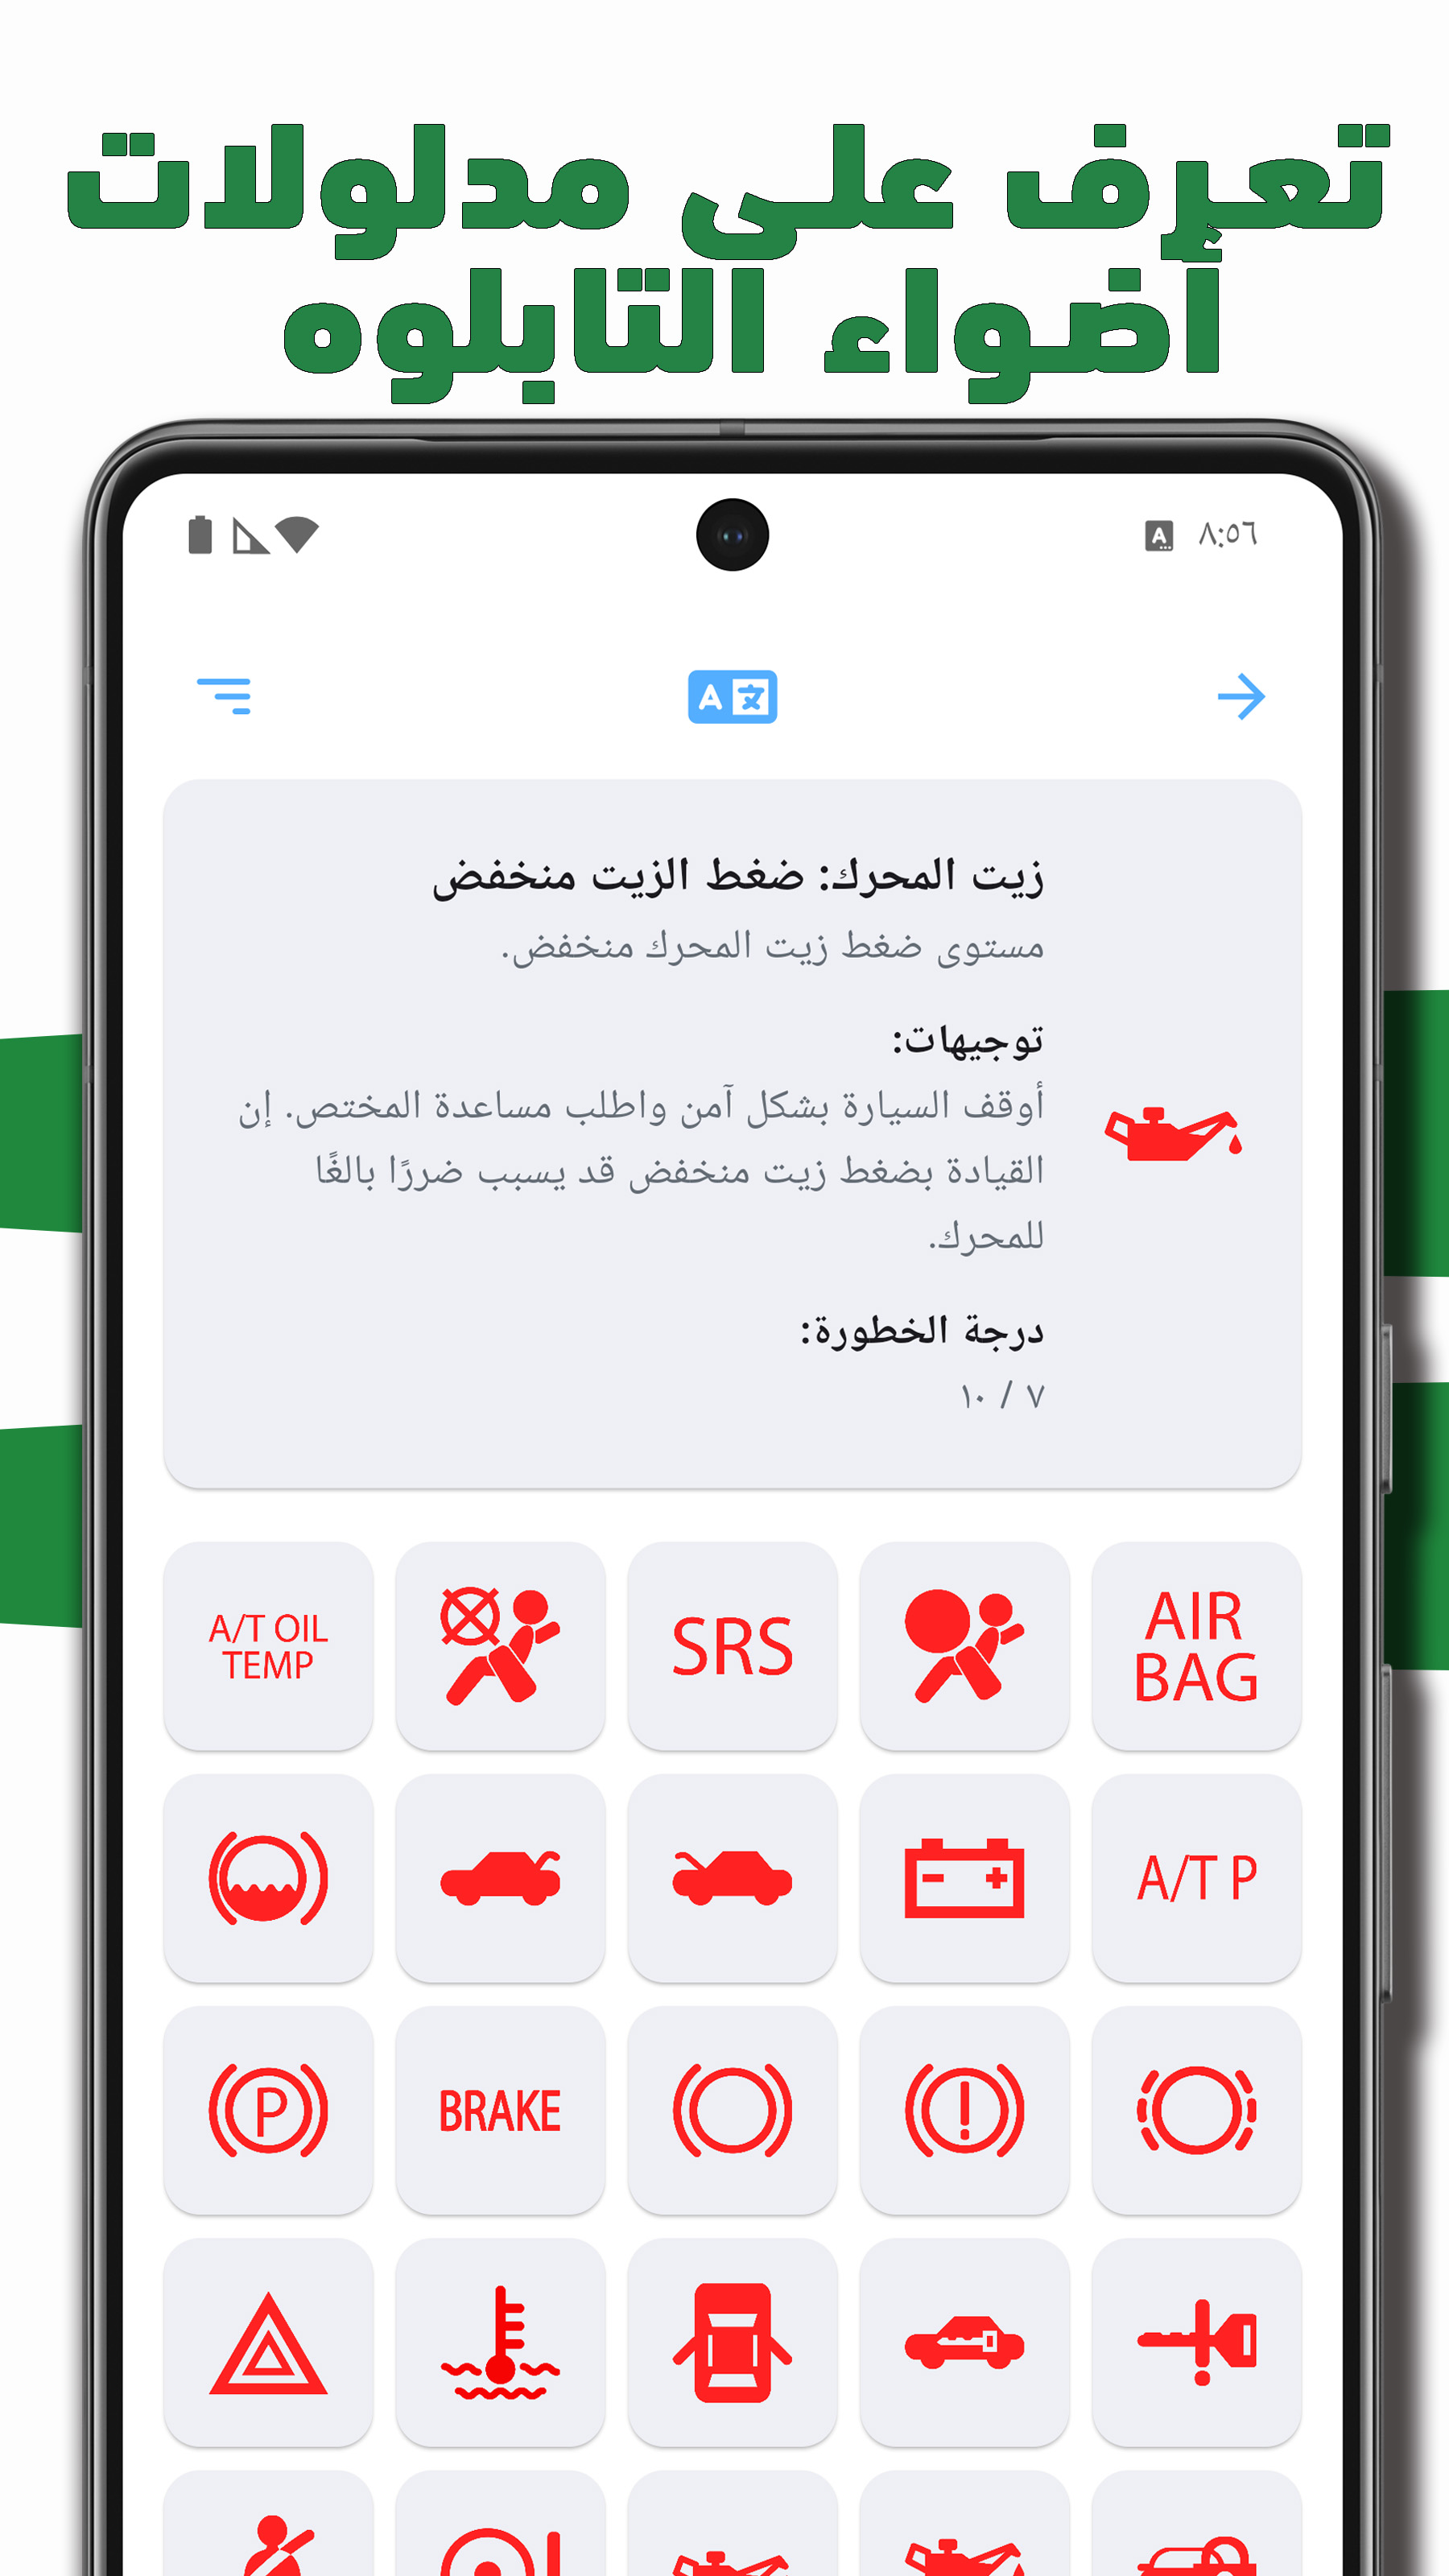 تعرف على مدلولات
أضواء التابلوه
٨:٥٦
A
A 文
زيت المحرك: ضغط الزيت منخفض
مستوى ضغط زيت المحرك منخفض.
توجيهات:
أوقف السيارة بشكل آمن واطلب مساعدة المختص. إن
القيادة بضغط زيت منخفض قد يسبب ضررًا بالغًا
للمحرك.
درجة الخطورة:
٧ / ١٠
AIR
BAG
SRS
A/T OIL
TEMP
A/T P
BRAKE
P